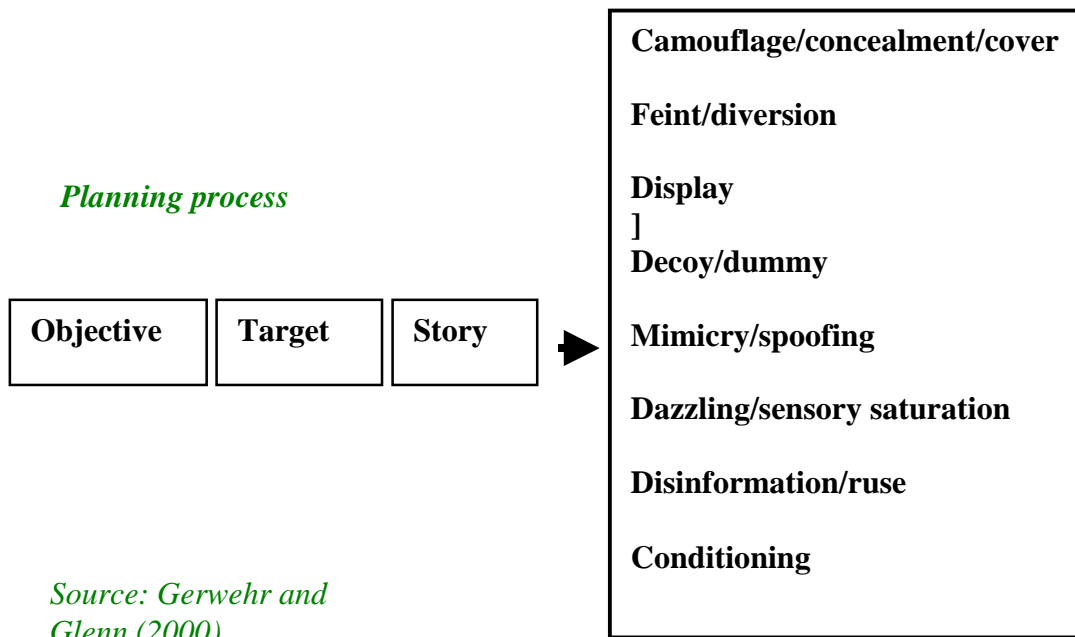 Planning process
Objective
Target
Story
Camouflage/concealment/cover
Feint/diversion
Display
]
Decoy/dummy
Mimicry/spoofing
Dazzling/sensory saturation
Disinformation/ruse
Conditioning
Source: Gerwehr and
Glenn (2000)